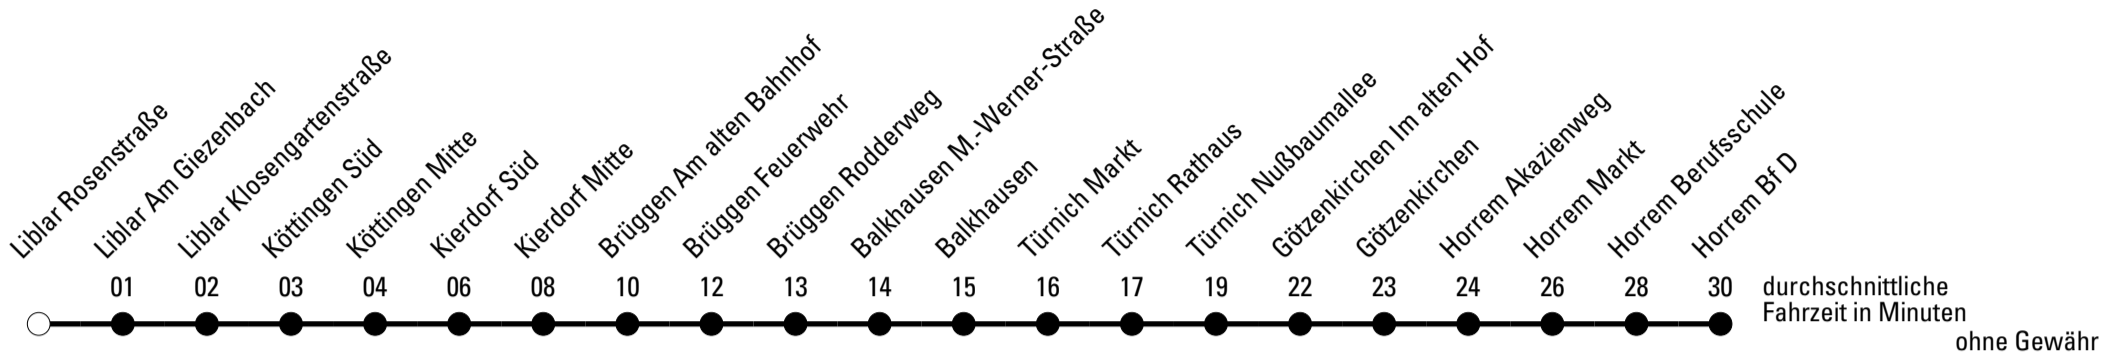 Liblar Rosenstraße
Liblar Am Giezenbach
Liblar Klosengartenstraße
Köttingen Süd
Köttingen Mitte
Kierdorf Süd
Kierdorf Mitte
Brüggen Am alten Bahnhof
Brüggen Feuerwehr
Brüggen Rodderweg
Balkhausen M.-Werner-Straße
Balkhausen
Türnich Markt
Türnich Rathaus
Türnich Nußbaumallee
Götzenkirchen Im alten Hof
Götzenkirchen
Horrem Akazienweg
Horrem Markt
Horrem Berufsschule
Horrem Bf D
01 02 03 04 06 08 10 12 13 14 15 16 17 19 22 23 24 26 28 30 durchschnittliche
Fahrzeit in Minuten
ohne Gewähr